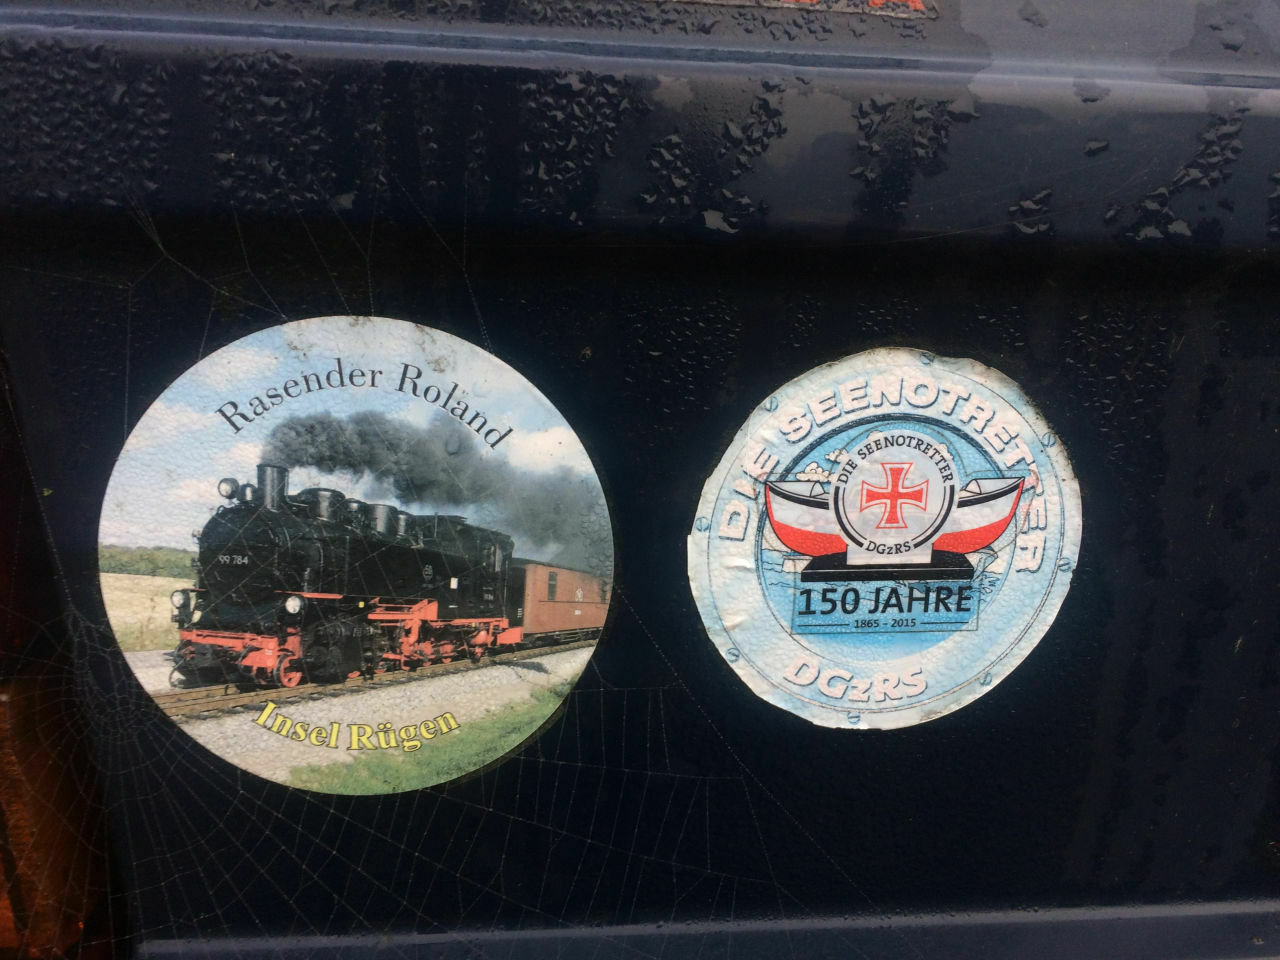 Rasender Roland
99 784
Insel Rügen
DIE SEENOTRETTER
DIE SEENOTRETTER
DGzRS
150 JAHRE
1865 - 2015
DGzRS